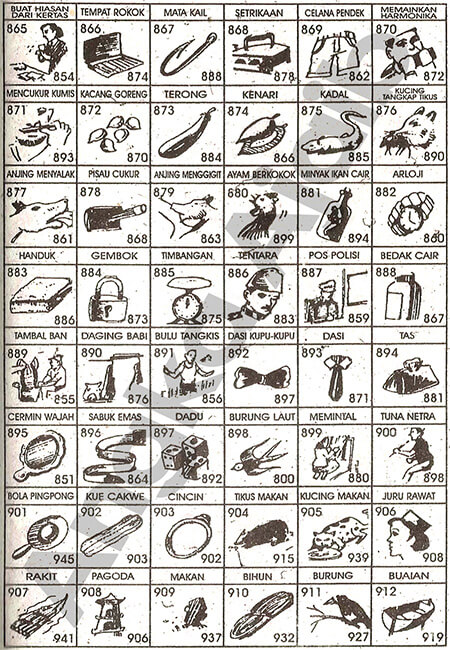 BUAT HIASAN
DARI KERTAS
865
854
TEMPAT ROKOK
866
874
MATA KAIL
867
888
SETRIKAAN
868
878
CELANA PENDEK
869
862
MEMAINKAN
HARMONIKA
870
872
MENCUKUR KUMIS
871
893
KACANG GORENG
872
870
TERONG
873
884
KENARI
874
866
KADAL
875
885
KUCING
TANGKAP TIKUS
876
890
ANJING MENYALAK
877
861
PISAU CUKUR
878
868
ANJING MENGGIGIT
879
863
AYAM BERKOKOK
680
899
MINYAK IKAN CAIR
881
894
ARLOJI
882
860
HANDUK
883
886
GEMBOK
884
873
TIMBANGAN
885
891
TENTARA
886
883
POS POLISI
887
859
BEDAK CAIR
888
867
TAMBAL BAN
889
855
DAGING BABI
890
876
BULU TANGKIS
891
856
DASI KUPU-KUPU
892
897
DASI
893
871
TAS
894
881
CERMIN WAJAH
895
851
SABUK EMAS
896
864
DADU
897
892
BURUNG LAUT
898
800
MEMINTAL
899
880
TUNA NETRA
900
898
BOLA PINGPONG
901
945
KUE CAKWE
902
903
CINCIN
903
902
TIKUS MAKAN
904
915
KUCING MAKAN
905
939
JURU RAWAT
906
908
RAKIT
907
941
PAGODA
908
906
MAKAN
909
937
BIHUN
910
932
BURUNG
911
927
BUAIAN
912
919